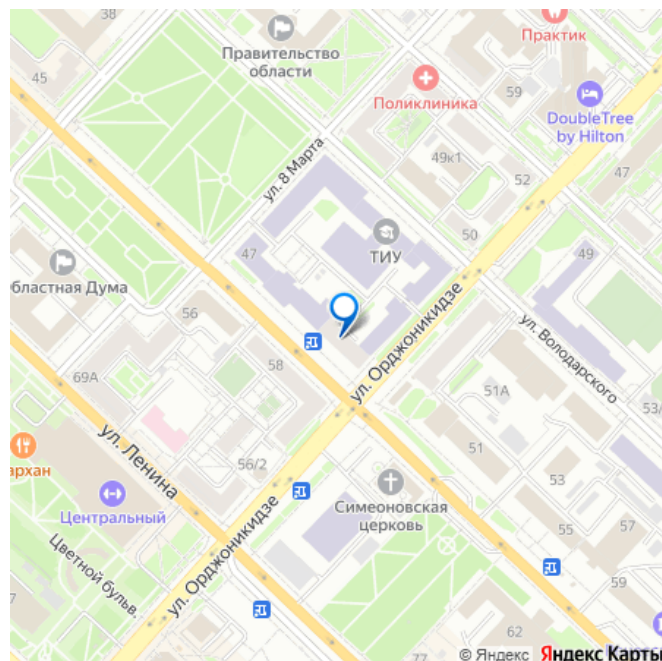 38
Правительство
области
45
Практик
Поликлиника
59
DoubleTree
by Hilton
ул. 8 Марта
49к1
52
47
50
47
ТИУ
49
бластная Дума
56
ул. Орджоникидзе
ул. Володарского
58
69А
51А
53/
ул. Ленина
архан
56/2
51
53
Центральный
Симеоновская
церковь
55
57
Цветной бульв.
ул. Орджоникидзе
59
7
62
77
© Яндекс Яндекс Карты